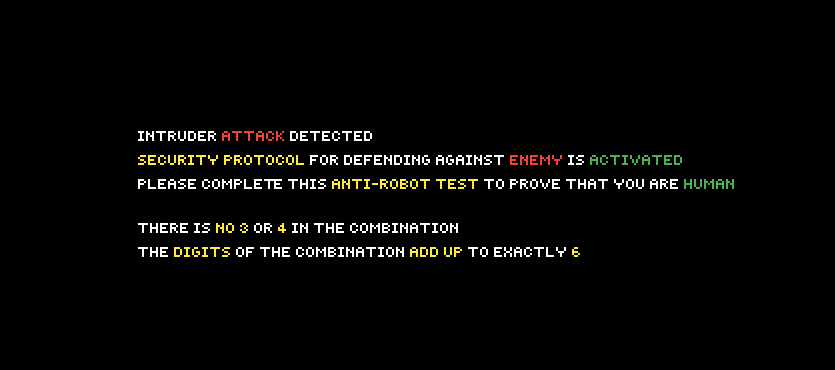 INTRUDER ATTACK DETECTED
SECURITY PROTOCOL FOR DEFENDING AGAINST ENEMY IS ACTIVATED
PLEASE COMPLETE THIS ANTI-ROBOT TEST TO PROVE THAT YOU ARE HUMAN
THERE IS NO 3 OR 4 IN THE COMBINATION
THE DIGITS OF THE COMBINATION ADD UP TO EXACTLY 6